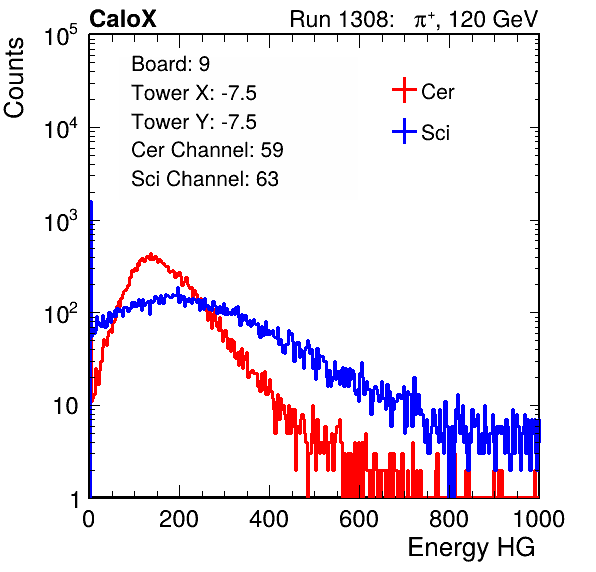 CaloX Run 1308: π⁺, 120 GeV
Counts
10⁵
10⁴
10³
10²
10
1
Board: 9
Tower X: -7.5
Tower Y: -7.5
Cer Channel: 59
Sci Channel: 63
Cer
Sci
0 200 400 600 800 1000
Energy HG